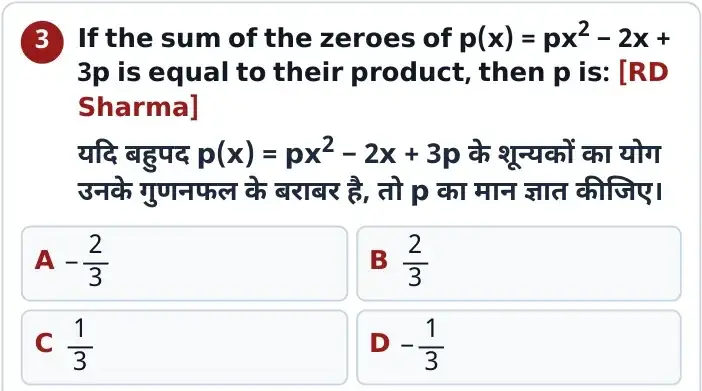 3 If the sum of the zeroes of p(x) = px² − 2x +
3p is equal to their product, then p is: [RD
Sharma]
यदि बहुपद p(x) = px² − 2x + 3p के शून्यकों का योग
उनके गुणनफल के बराबर है, तो p का मान ज्ञात कीजिए।
A −2/3
B 2/3
C 1/3
D −1/3